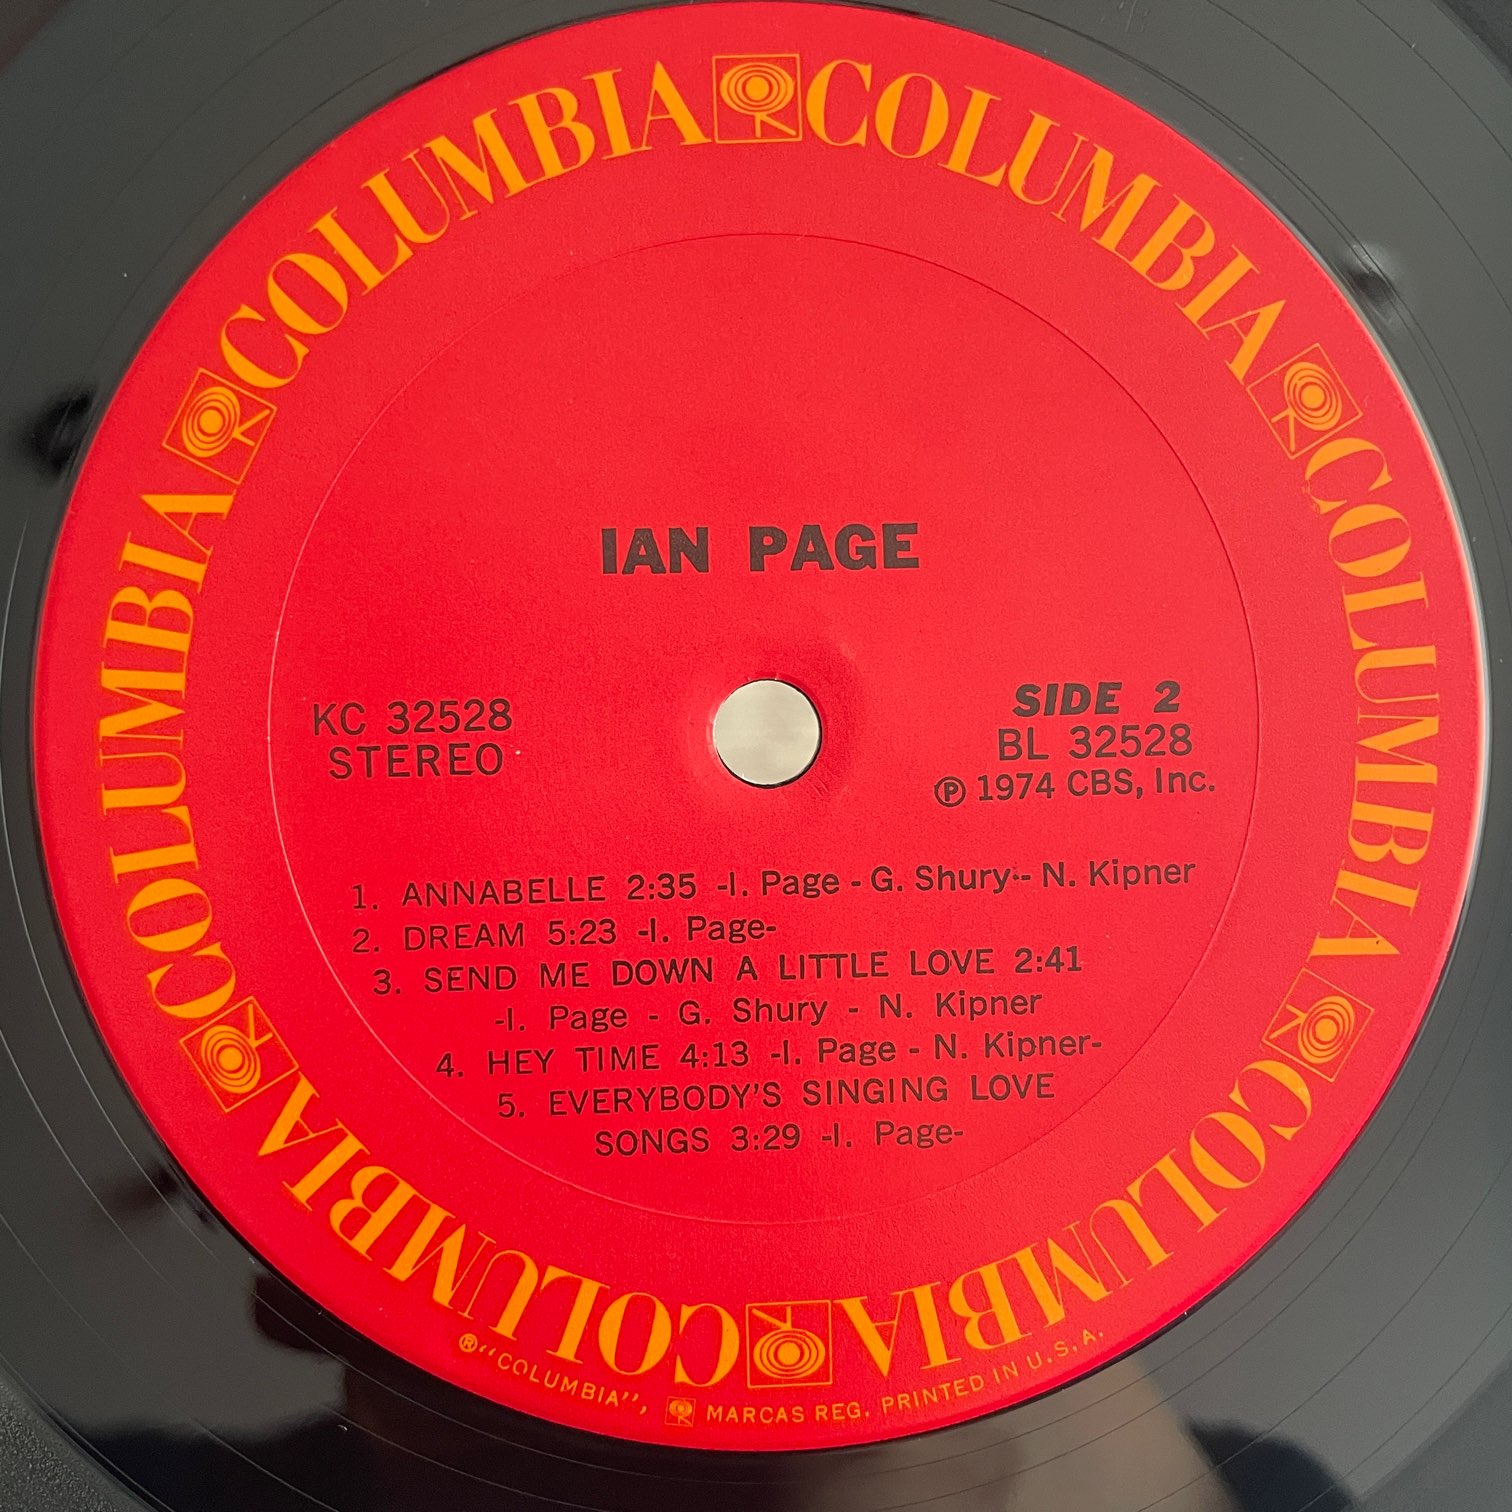 COLUMBIA COLUMBIA COLUMBIA COLUMBIA COLUMBIA COLUMBIA
IAN PAGE
KC 32528
STEREO
SIDE 2
BL 32528
Ⓟ 1974 CBS, Inc.
1. ANNABELLE 2:35 -I. Page - G. Shury - N. Kipner
2. DREAM 5:23 -I. Page-
3. SEND ME DOWN A LITTLE LOVE 2:41
-I. Page - G. Shury - N. Kipner
4. HEY TIME 4:13 -I. Page - N. Kipner-
5. EVERYBODY'S SINGING LOVE
SONGS 3:29 -I. Page-
® "COLUMBIA", MARCAS REG. PRINTED IN U.S.A.